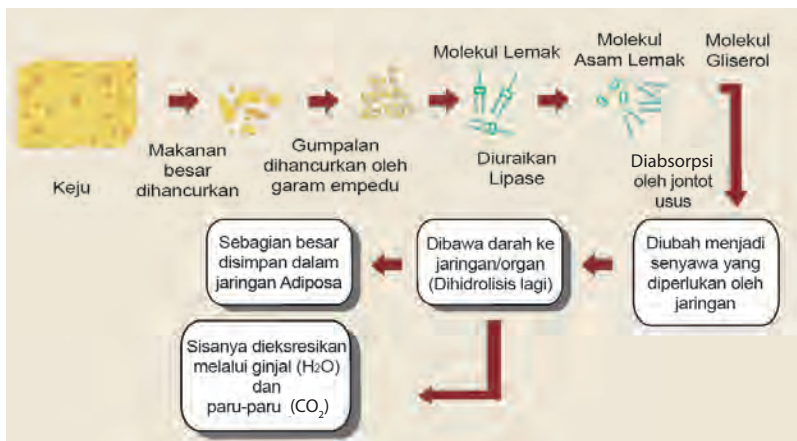 Keju
Makanan
besar
dihancurkan
Gumpalan
dihancurkan oleh
garam empedu
Molekul Lemak
Diuraikan
Lipase
Molekul
Asam Lemak
Molekul
Gliserol
Diabsorpsi
oleh jontot
usus
Diubah menjadi
senyawa yang
diperlukan oleh
jaringan
Dibawa darah ke
jaringan/organ
(Dihidrolisis lagi)
Sebagian besar
disimpan dalam
jaringan Adiposa
Sisanya dieksresikan
melalui ginjal (H₂O)
dan
paru-paru (CO₂)